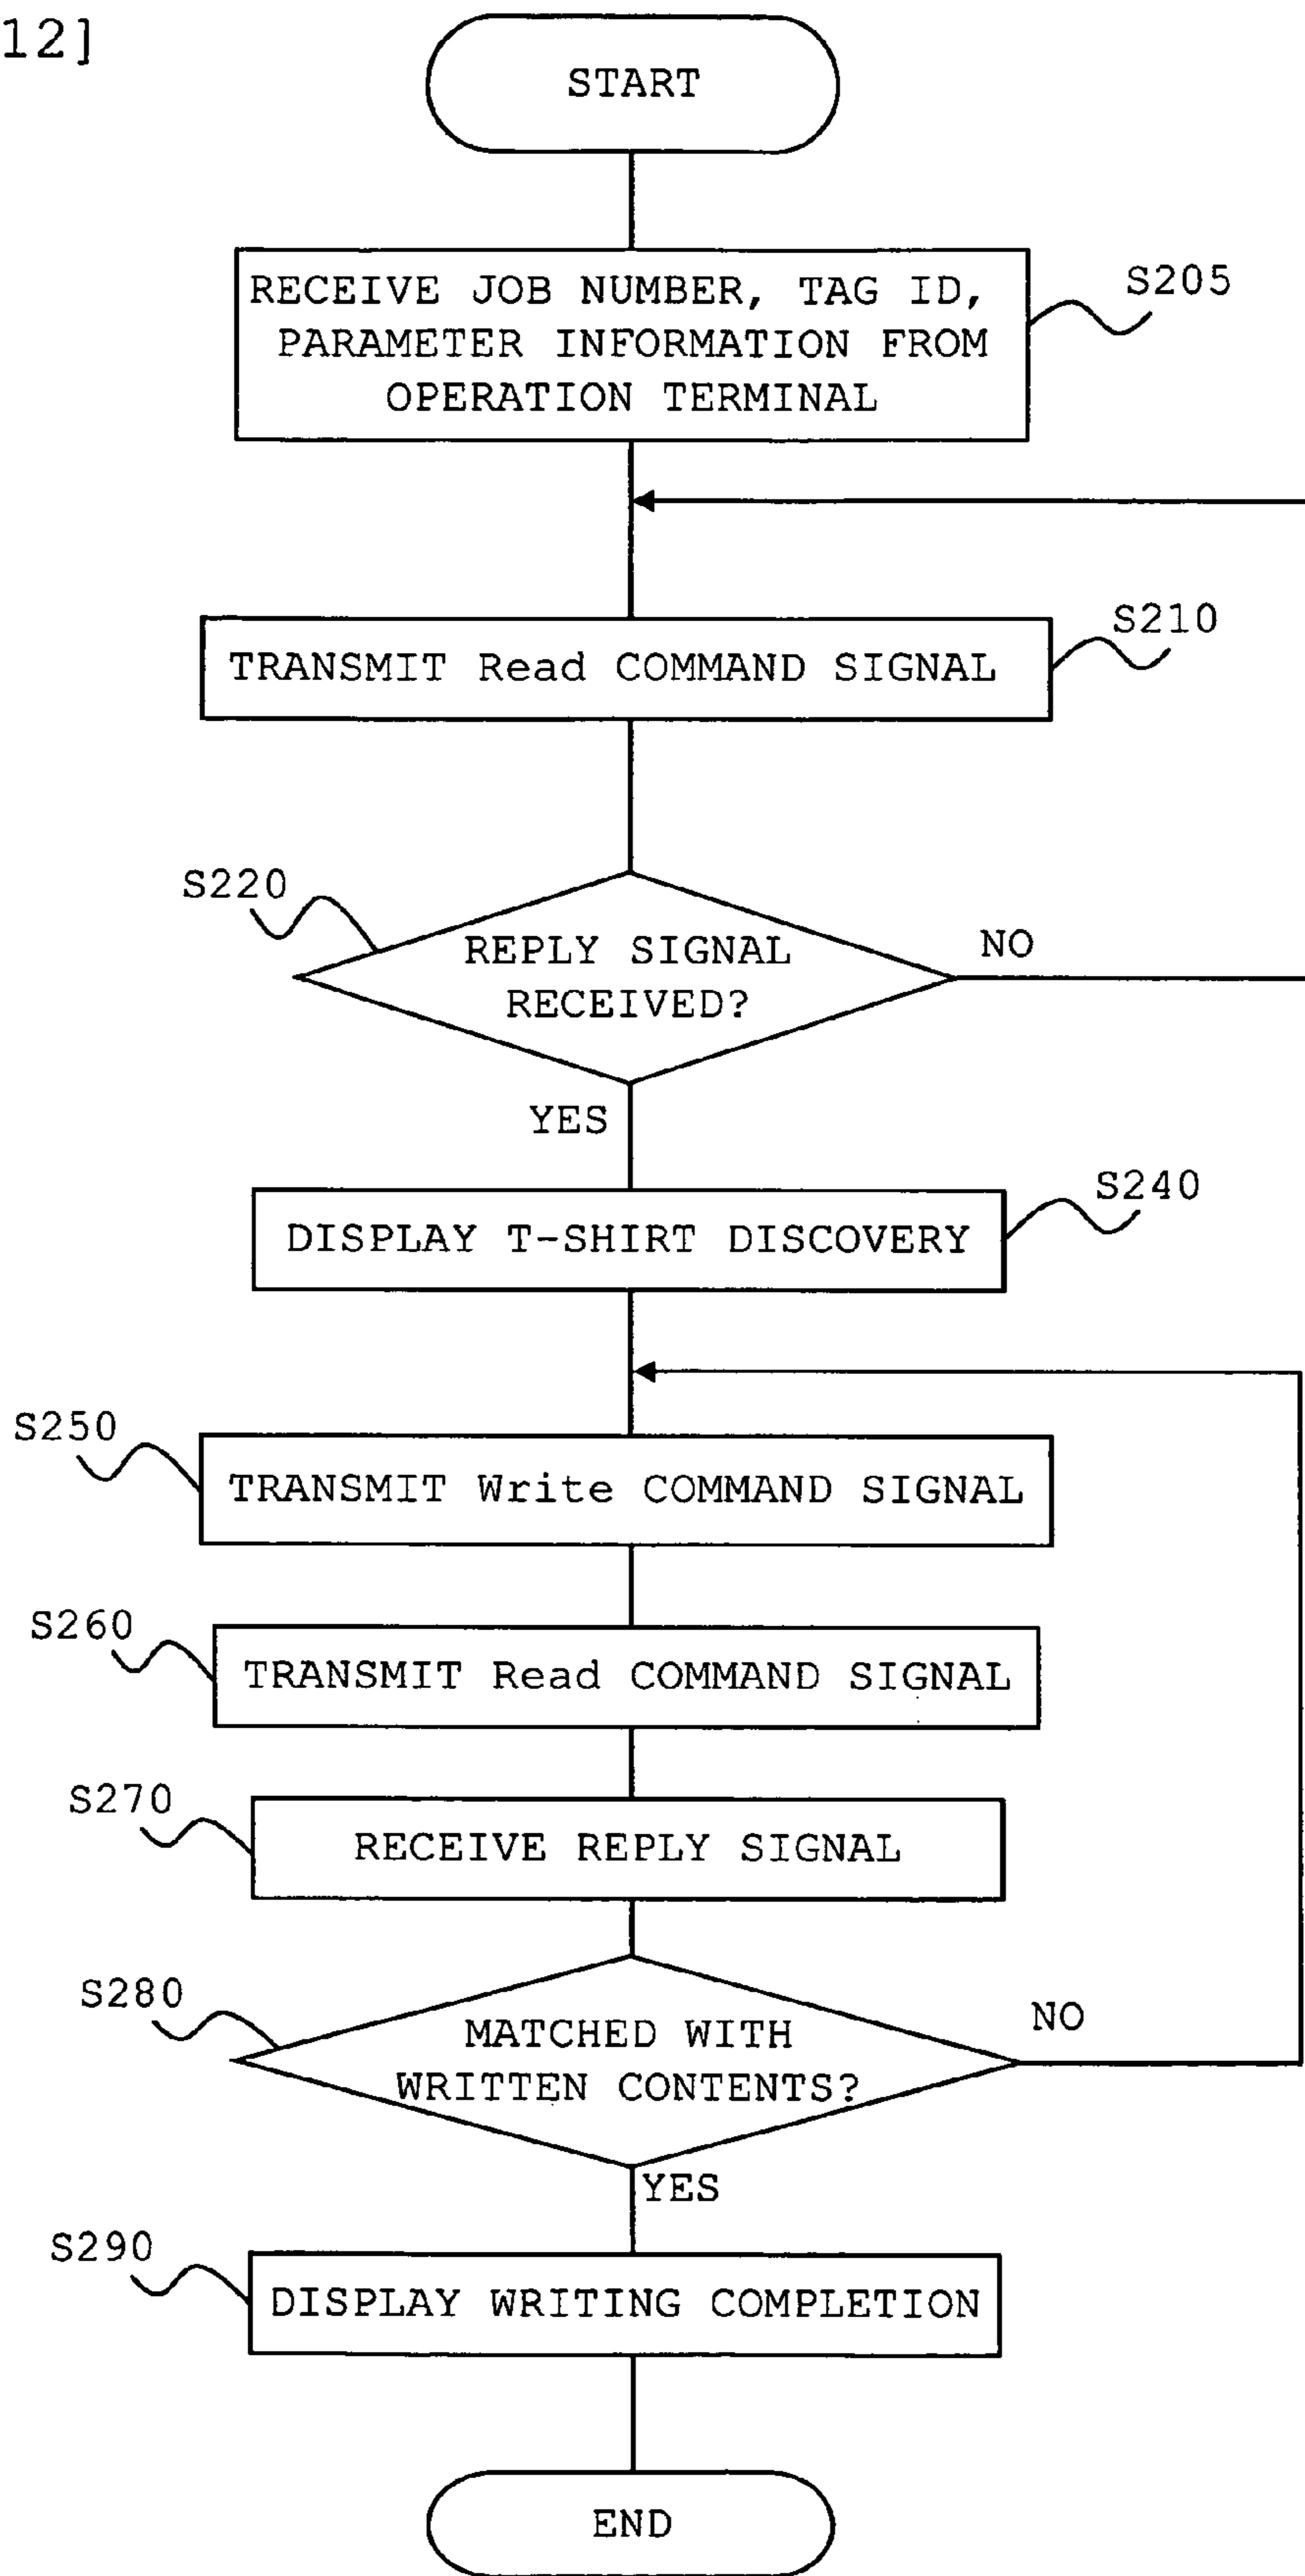 12]
START
RECEIVE JOB NUMBER, TAG ID,
PARAMETER INFORMATION FROM
OPERATION TERMINAL
S205
TRANSMIT Read COMMAND SIGNAL
S210
S220
REPLY SIGNAL
RECEIVED?
NO
YES
DISPLAY T-SHIRT DISCOVERY
S240
S250
TRANSMIT Write COMMAND SIGNAL
S260
TRANSMIT Read COMMAND SIGNAL
S270
RECEIVE REPLY SIGNAL
S280
MATCHED WITH
WRITTEN CONTENTS?
NO
YES
S290
DISPLAY WRITING COMPLETION
END